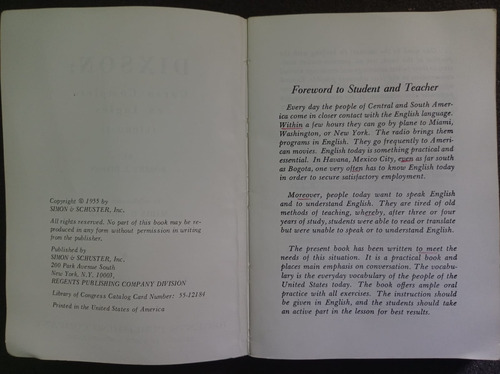 Copyright © 1955 by
SIMON & SCHUSTER, Inc.
All rights reserved. No part of this book may be re-
produced in any form without permission in writing
from the publisher.
Published by
SIMON & SCHUSTER, Inc.
200 Park Avenue South
New York, N.Y. 10003,
REGENTS PUBLISHING COMPANY DIVISION
Library of Congress Catalog Card Number: 55-12184
Printed in the United States of America
Foreword to Student and Teacher
Every day the people of Central and South Amer-
ica come in closer contact with the English language.
Within a few hours they can go by plane to Miami,
Washington, or New York. The radio brings them
programs in English. They go frequently to Ameri-
can movies. English today is something practical and
essential. In Havana, Mexico City, even as far south
as Bogota, one very often has to know English today
in order to secure satisfactory employment.
Moreover, people today want to speak English
and to understand English. They are tired of old
methods of teaching, whereby, after three or four
years of study, students were able to read or translate
but were unable to speak or to understand English.
The present book has been written to meet the
needs of this situation. It is a practical book and
places main emphasis on conversation. The vocabu-
lary is the everyday vocabulary of the people of the
United States today. The book offers ample oral
practice with all exercises. The instruction should
be given in English, and the students should take
an active part in the lesson for best results.